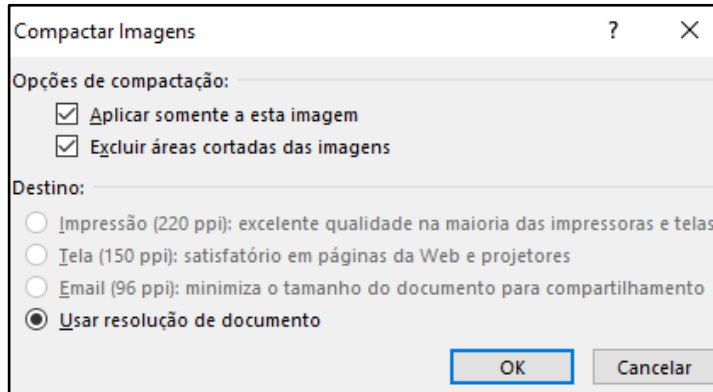 Compactar Imagens ? ×
Opções de compactação:
Aplicar somente a esta imagem
Excluir áreas cortadas das imagens
Destino:
Impressão (220 ppi): excelente qualidade na maioria das impressoras e telas
Tela (150 ppi): satisfatório em páginas da Web e projetores
Email (96 ppi): minimiza o tamanho do documento para compartilhamento
Usar resolução de documento
OK Cancelar